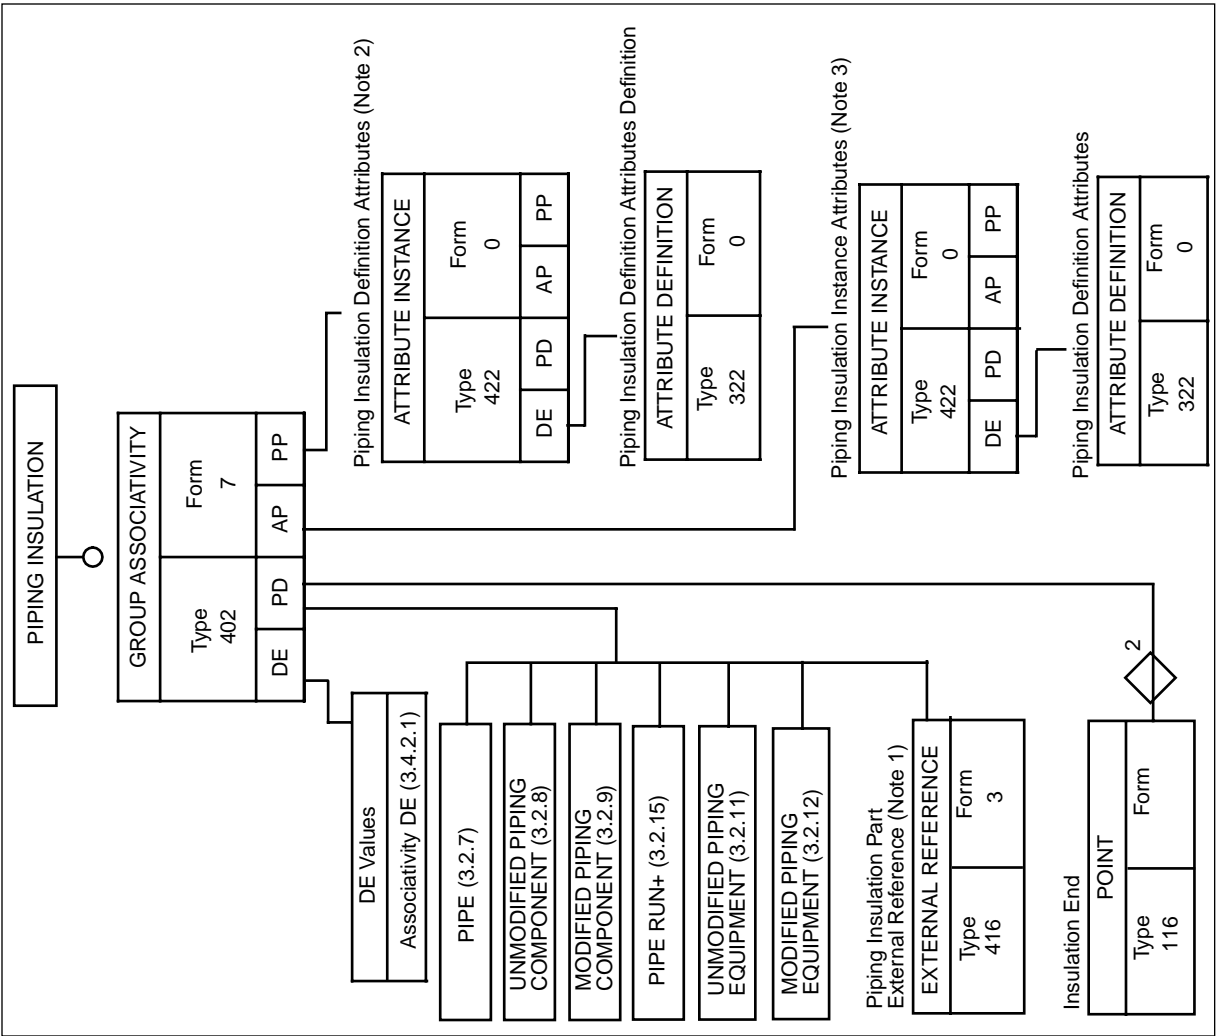 PIPING INSULATION
GROUP ASSOCIATIVITY
Type
402
Form
7
DE
PD
AP
PP
DE Values
Associativity DE (3.4.2.1)
PIPE (3.2.7)
UNMODIFIED PIPING
COMPONENT (3.2.8)
MODIFIED PIPING
COMPONENT (3.2.9)
PIPE RUN+ (3.2.15)
UNMODIFIED PIPING
EQUIPMENT (3.2.11)
MODIFIED PIPING
EQUIPMENT (3.2.12)
Piping Insulation Part
External Reference (Note 1)
EXTERNAL REFERENCE
Type
416
Form
3
Insulation End
POINT
Type
116
Form
2
Piping Insulation Definition Attributes (Note 2)
ATTRIBUTE INSTANCE
Type
422
Form
0
DE
PD
AP
PP
Piping Insulation Definition Attributes Definition
ATTRIBUTE DEFINITION
Type
322
Form
0
Piping Insulation Instance Attributes (Note 3)
ATTRIBUTE INSTANCE
Type
422
Form
0
DE
PD
AP
PP
Piping Insulation Definition Attributes
ATTRIBUTE DEFINITION
Type
322
Form
0